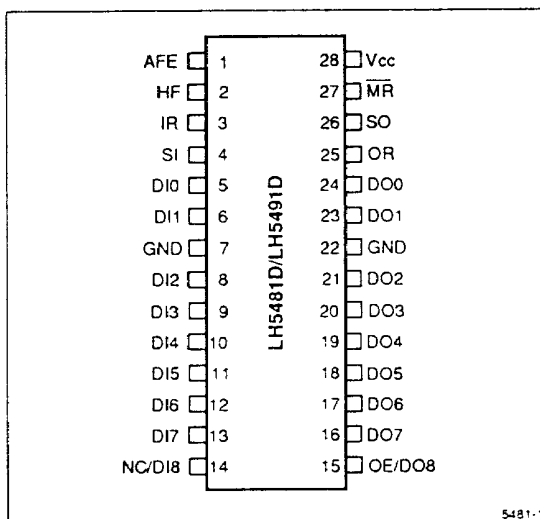 AFE 1 28 Vcc
HF 2 27 MR
IR 3 26 SO
SI 4 25 OR
DI0 5 24 DO0
DI1 6 23 DO1
GND 7 22 GND
DI2 8 21 DO2
DI3 9 20 DO3
DI4 10 19 DO4
DI5 11 18 DO5
DI6 12 17 DO6
DI7 13 16 DO7
NC/DI8 14 15 OE/DO8
LH5481D/LH5491D